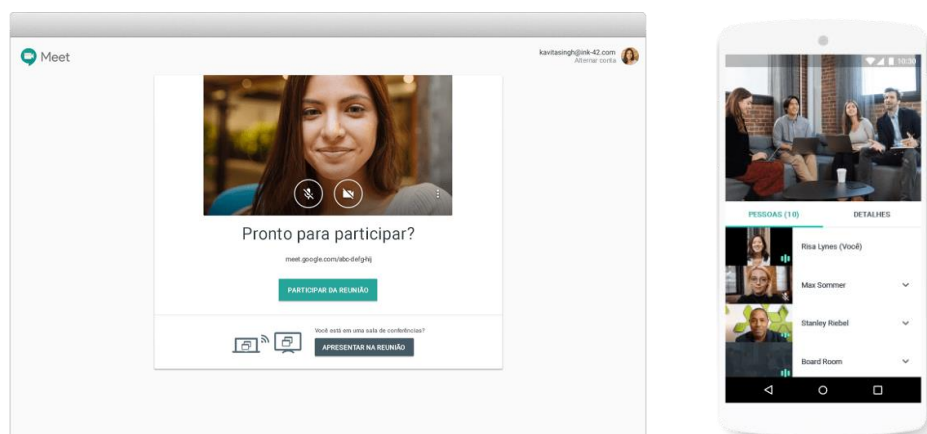 Meet
kavitasingh@ink-42.com
Alternar conta
Pronto para participar?
meet.google.com/abc-defg-hij
PARTICIPAR DA REUNIÃO
Você está em uma sala de conferências?
APRESENTAR NA REUNIÃO
10:30
PESSOAS (10)
DETALHES
Risa Lynes (Você)
Max Sommer
Stanley Riebel
Board Room